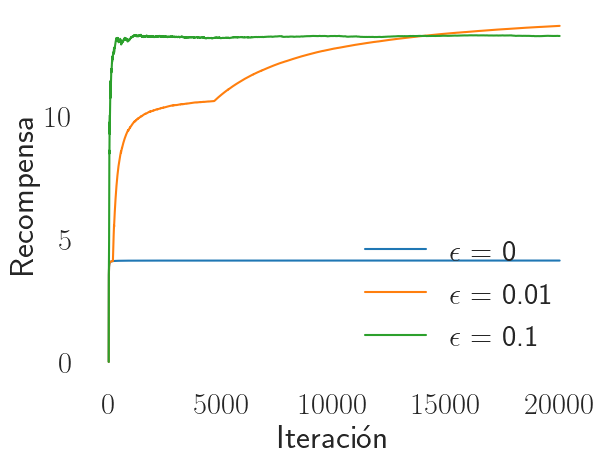 Recompensa
10
5
0
ϵ = 0
ϵ = 0.01
ϵ = 0.1
0 5000 10000 15000 20000
Iteración